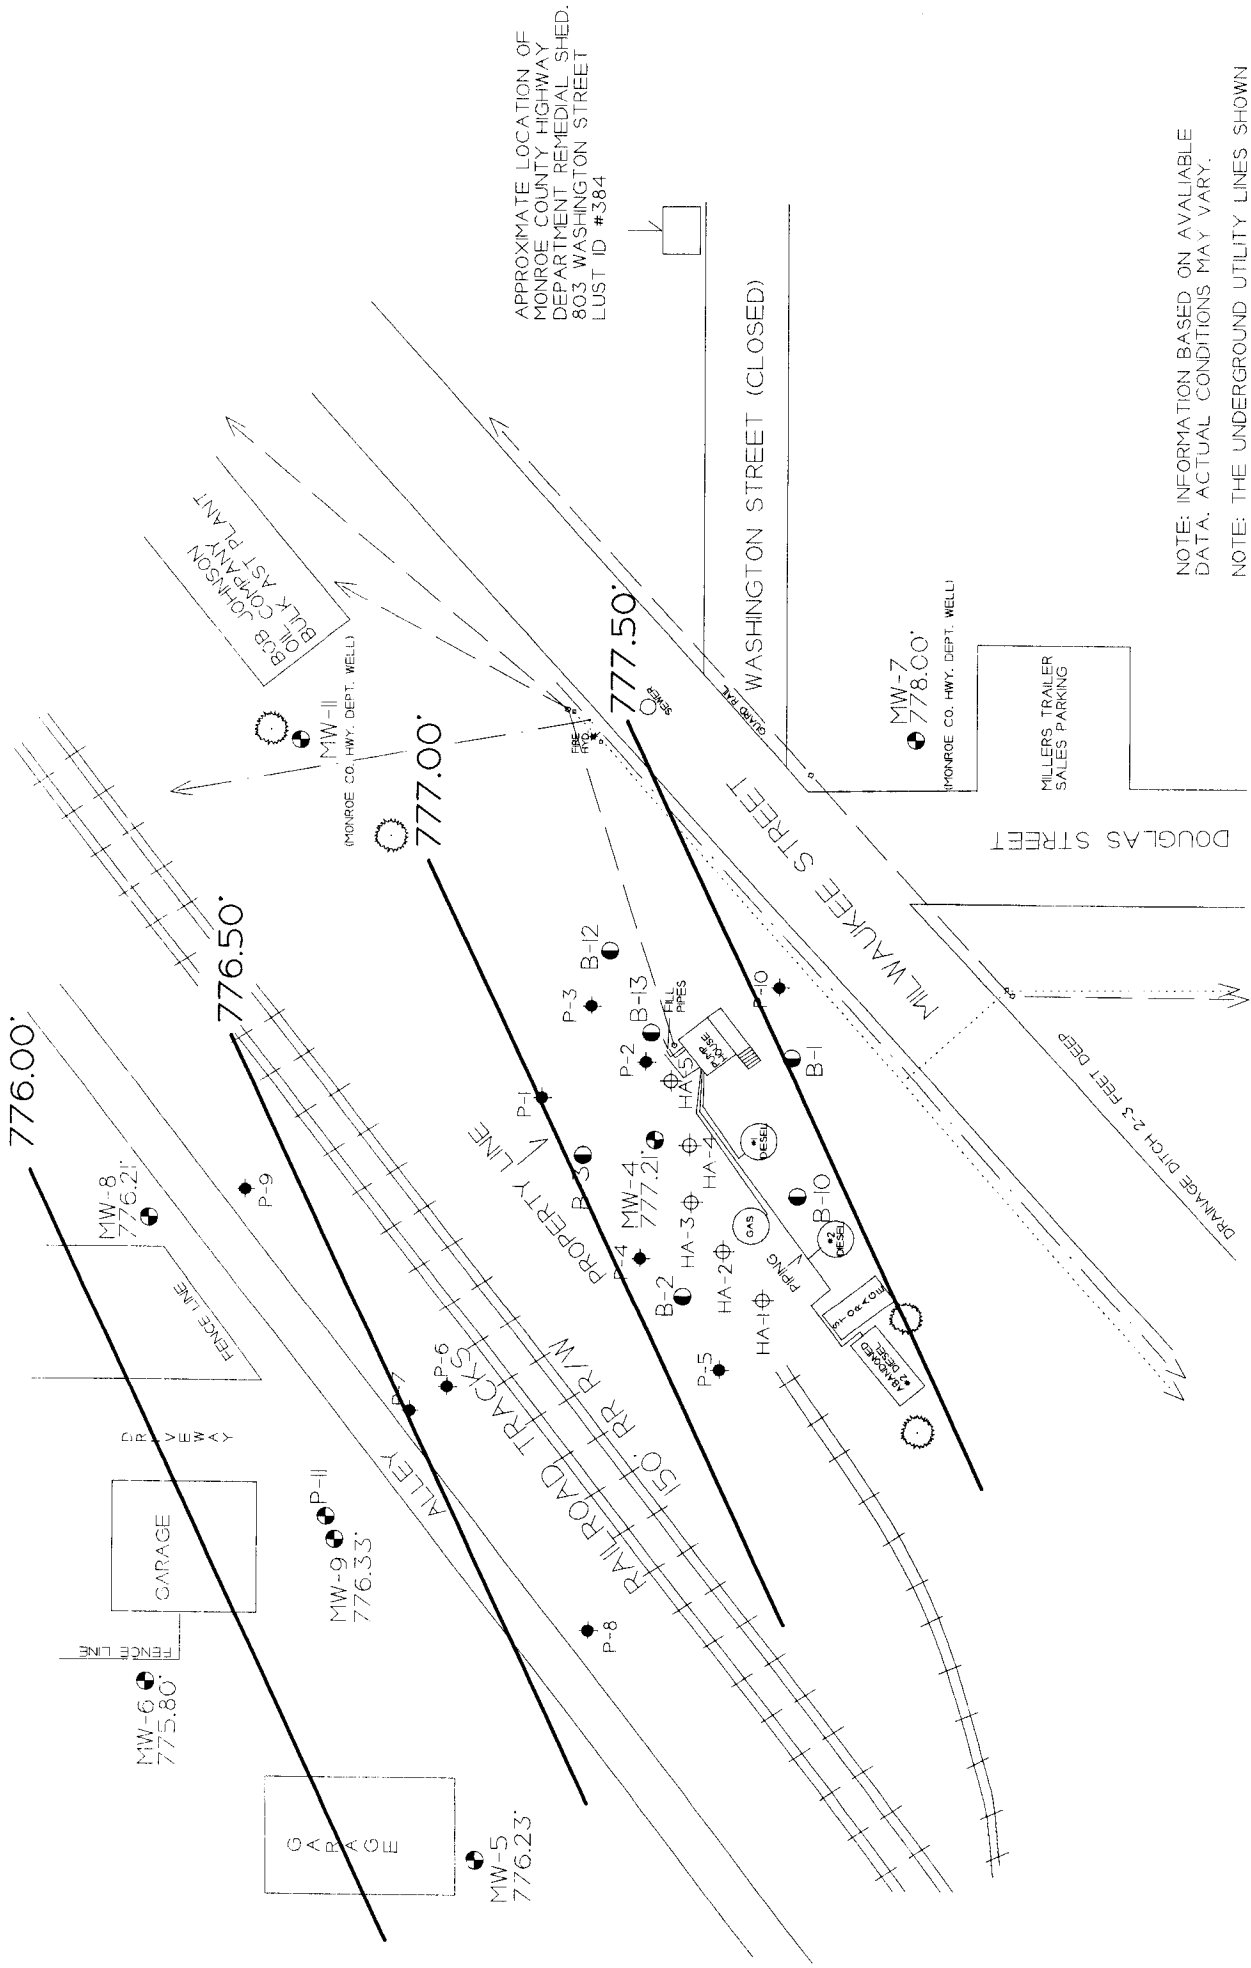 APPROXIMATE LOCATION OF
MONROE COUNTY HIGHWAY
DEPARTMENT REMEDIAL SHED.
803 WASHINGTON STREET
LUST ID #384
BOB JOHNSON
OIL COMPANY
BULK AST PLANT
MW-11
(MONROE CO. HWY. DEPT. WELL)
776.00'
776.50'
777.00'
777.50'
WASHINGTON STREET (CLOSED)
GUARD RAIL
SEWER
FIRE
HYD.
MILWAUKEE STREET
MW-7
778.00'
(MONROE CO. HWY. DEPT. WELL)
MILLERS TRAILER
SALES PARKING
DOUGLAS STREET
DRAINAGE DITCH 2-3 FEET DEEP
NOTE: INFORMATION BASED ON AVALIABLE
DATA. ACTUAL CONDITIONS MAY VARY.
NOTE: THE UNDERGROUND UTILITY LINES SHOWN
MW-8
776.21'
P-9
FENCE LINE
DRIVEWAY
GARAGE
FENCE LINE
MW-6
775.80'
P-11
MW-9
776.33'
GARAGE
MW-5
776.23'
ALLEY
P-7
P-6
P-8
RAILROAD TRACKS
150' RR R/W
PROPERTY LINE
P-1
B-3
P-3
B-12
B-13
P-2
FILL
PIPES
PUMP
HOUSE
P-10
B-1
HA-5
HA-4
MW-4
777.21'
HA-3
P-4
HA-2
B-2
HA-1
P-5
#1
DIESEL
GAS
B-10
#2
DIESEL
PIPING
STORAGE
ABANDONED
#2 DIESEL